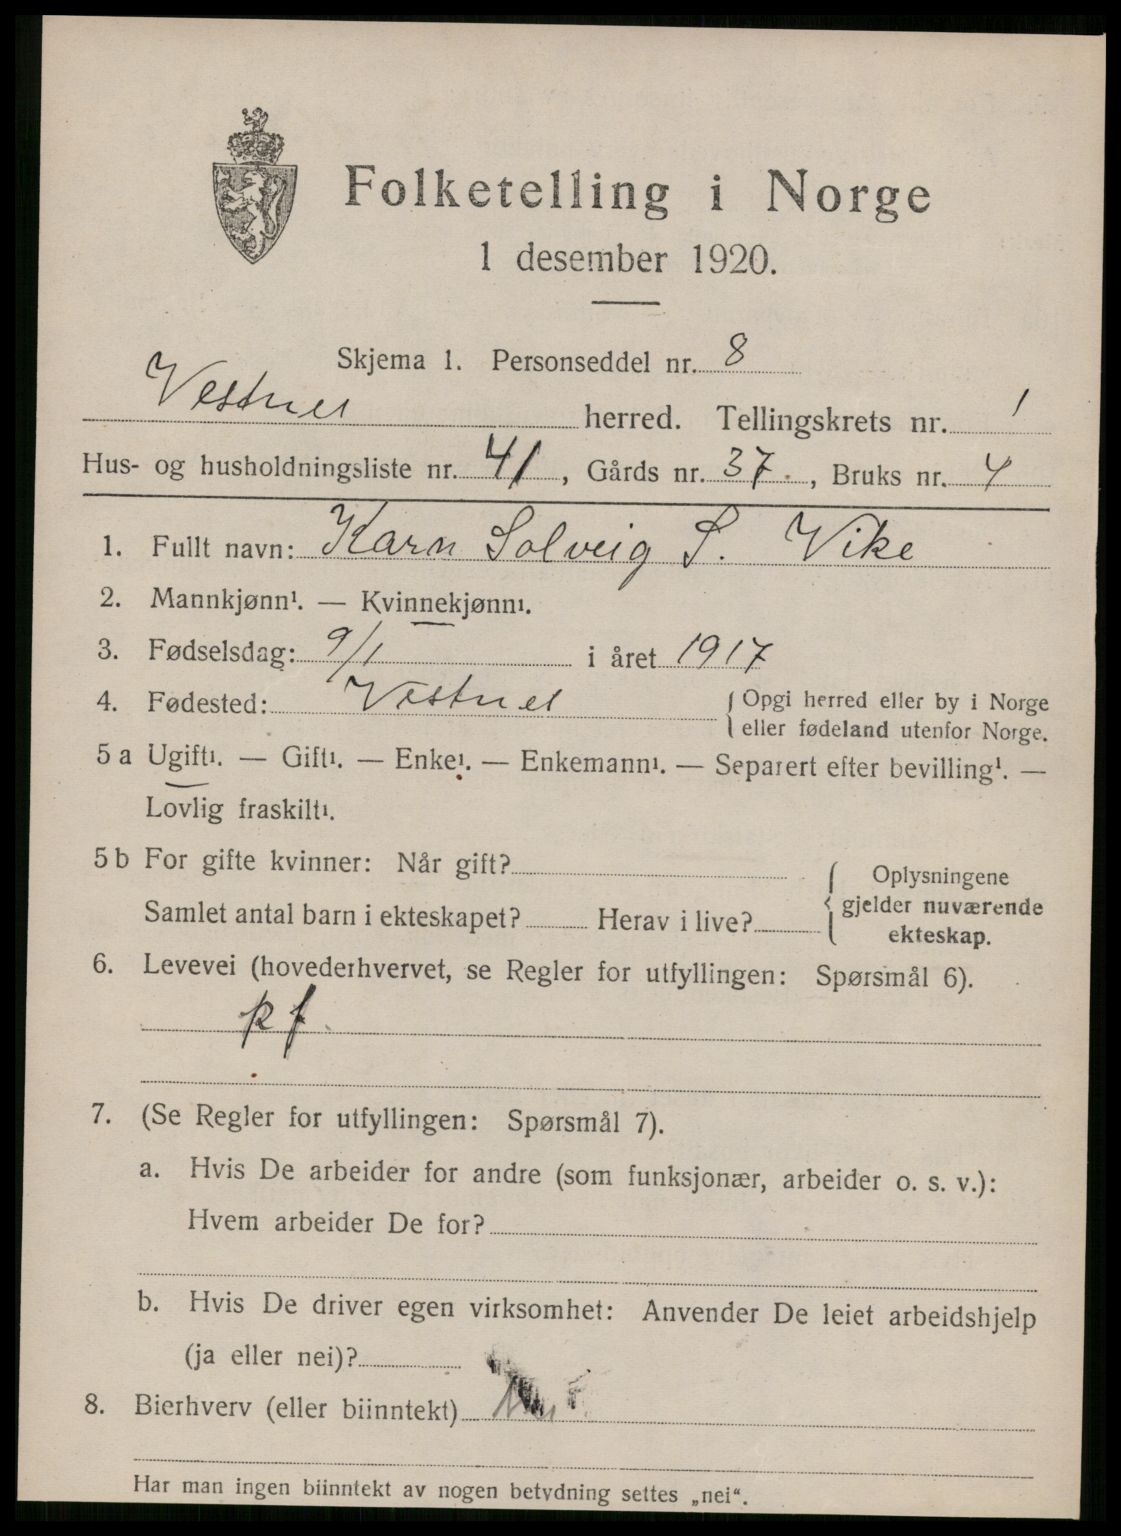 Folketelling i Norge
1 desember 1920.
Skjema 1. Personseddel nr. 8
Vestnes herred. Tellingskrets nr. 1
Hus- og husholdningsliste nr. 41, Gårds nr. 37., Bruks nr. 4
1. Fullt navn: Karn Solveig S. Vike
2. Mannkjønn¹. — Kvinnekjønn¹.
3. Fødselsdag: 9/1 i året 1917
4. Fødested: Vestnes { Opgi herred eller by i Norge
eller fødeland utenfor Norge.
5 a Ugift¹. — Gift¹. — Enke¹. — Enkemann¹. — Separert efter bevilling¹. —
Lovlig fraskilt¹.
5 b For gifte kvinner: Når gift?
Samlet antal barn i ekteskapet? Herav i live?
{ Oplysningene
gjelder nuværende
ekteskap.
6. Levevei (hovederhvervet, se Regler for utfyllingen: Spørsmål 6).
7. (Se Regler for utfyllingen: Spørsmål 7).
a. Hvis De arbeider for andre (som funksjonær, arbeider o. s. v.):
Hvem arbeider De for?
b. Hvis De driver egen virksomhet: Anvender De leiet arbeidshjelp
(ja eller nei)?
8. Bierhverv (eller biinntekt)
Har man ingen biinntekt av nogen betydning settes „nei“.